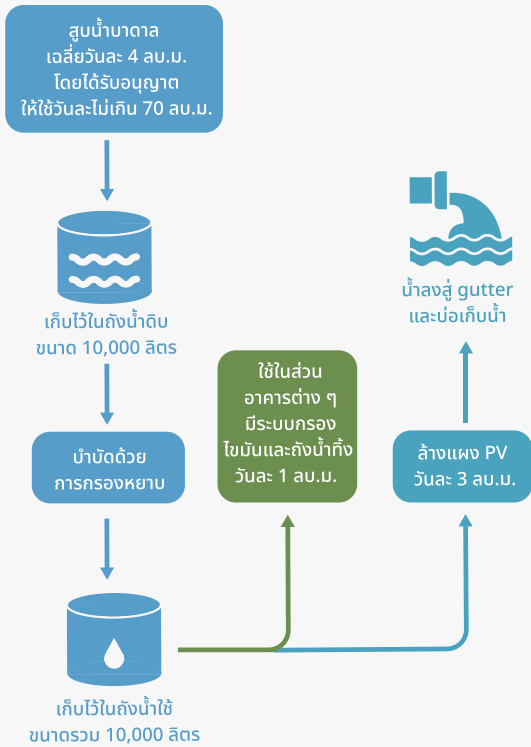 สูบน้ำบาดาล
เฉลี่ยวันละ 4 ลบ.ม.
โดยได้รับอนุญาต
ให้ใช้วันละไม่เกิน 70 ลบ.ม.
เก็บไว้ในถังน้ำดิบ
ขนาด 10,000 ลิตร
บำบัดด้วย
การกรองหยาบ
เก็บไว้ในถังน้ำใช้
ขนาดรวม 10,000 ลิตร
ใช้ในส่วน
อาคารต่าง ๆ
มีระบบกรอง
ไขมันและถังน้ำทิ้ง
วันละ 1 ลบ.ม.
ล้างแผง PV
วันละ 3 ลบ.ม.
น้ำลงสู่ gutter
และบ่อเก็บน้ำ